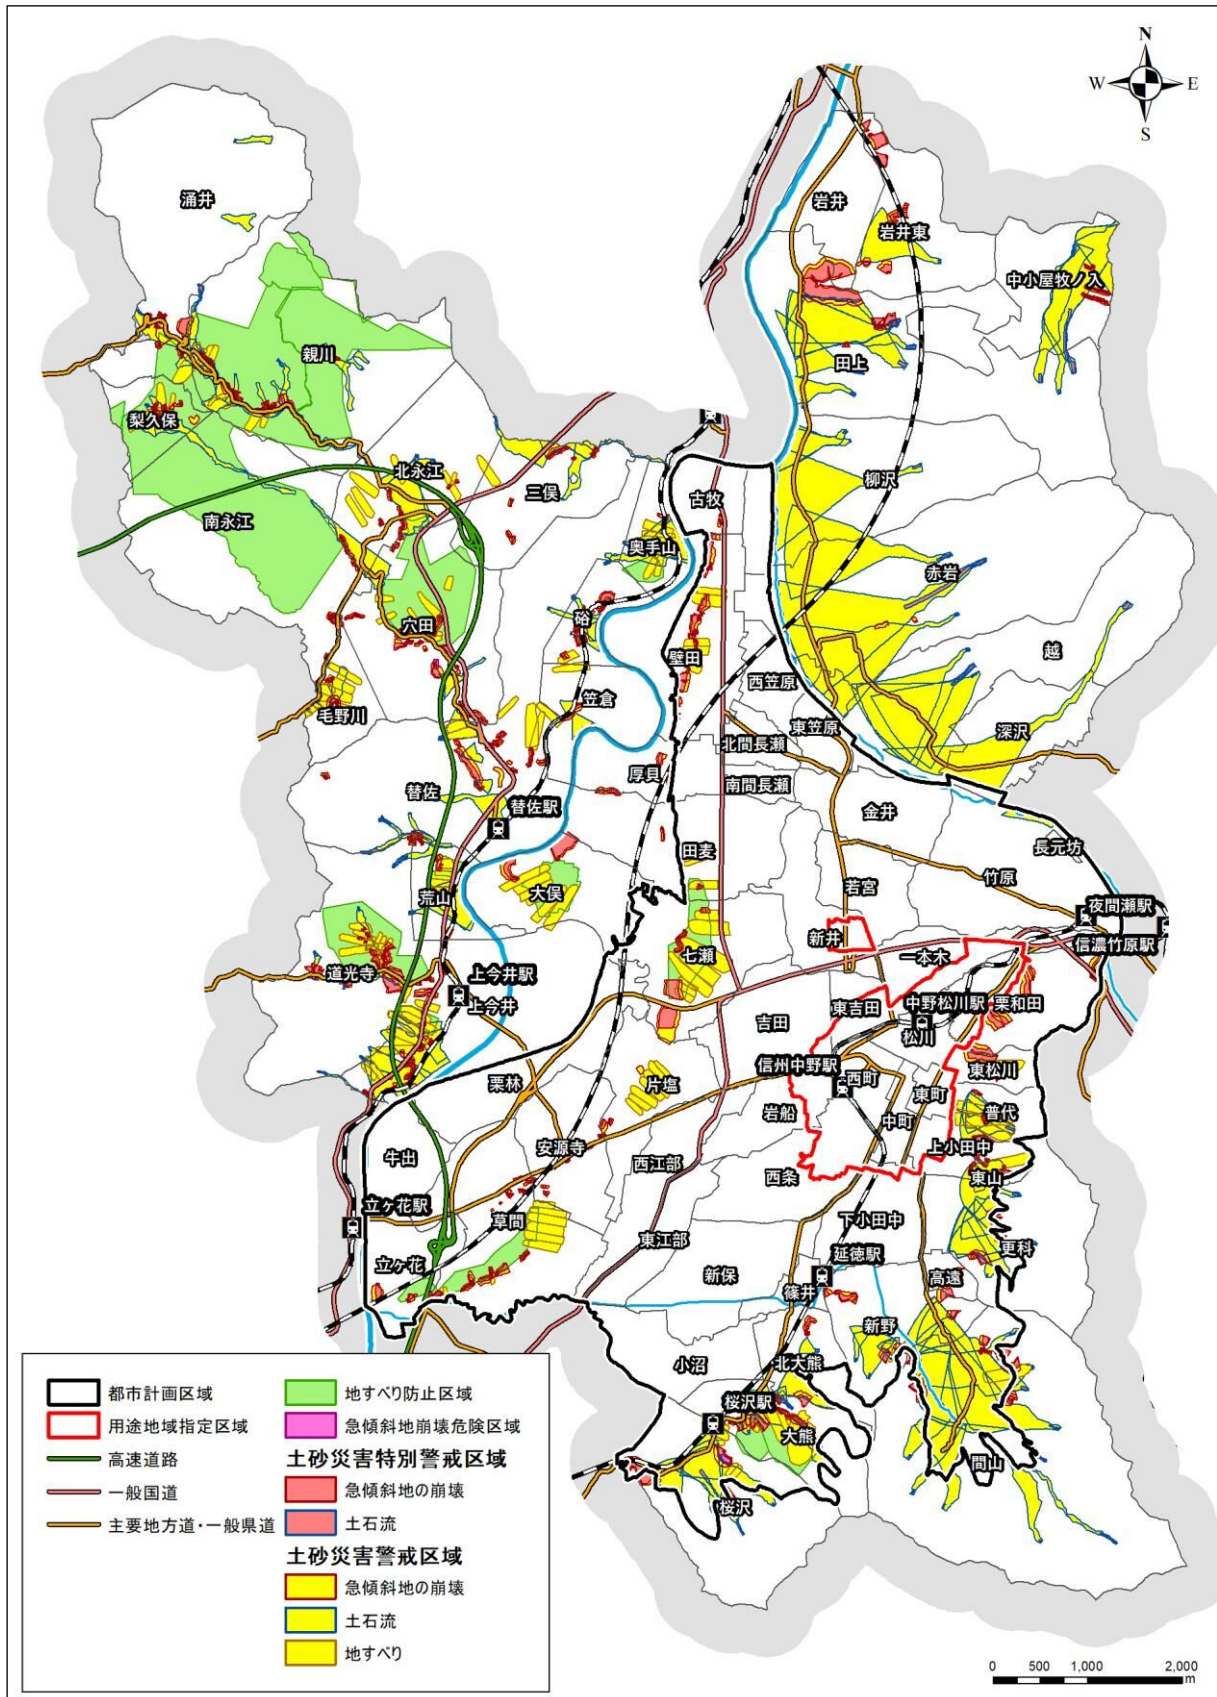 N
W
E
S
涌井
岩井
岩井東
中小屋牧ノ入
親川
田上
梨久保
北永江
三俣
古牧
柳沢
南永江
奥手山
赤岩
穴田
硲
壁田
越
西笠原
毛野川
笠倉
東笠原
深沢
北間長瀬
厚貝
南間長瀬
替佐
替佐駅
金井
田麦
長元坊
大俣
若宮
竹原
荒山
夜間瀬駅
新井
信濃竹原駅
七瀬
一本木
道光寺
上今井駅
上今井
東吉田
中野松川駅
栗和田
吉田
松川
信州中野駅
東松川
栗林
片塩
西町
東町
岩船
中町
普代
安源寺
上小田中
牛出
西江部
西条
東山
立ヶ花駅
草間
下小田中
東江部
延徳駅
更科
立ヶ花
新保
高遠
篠井
新野
小沼
北大熊
桜沢駅
大熊
間山
桜沢
都市計画区域
用途地域指定区域
高速道路
一般国道
主要地方道・一般県道
地すべり防止区域
急傾斜地崩壊危険区域
土砂災害特別警戒区域
急傾斜地の崩壊
土石流
土砂災害警戒区域
急傾斜地の崩壊
土石流
地すべり
0 500 1,000 2,000
m